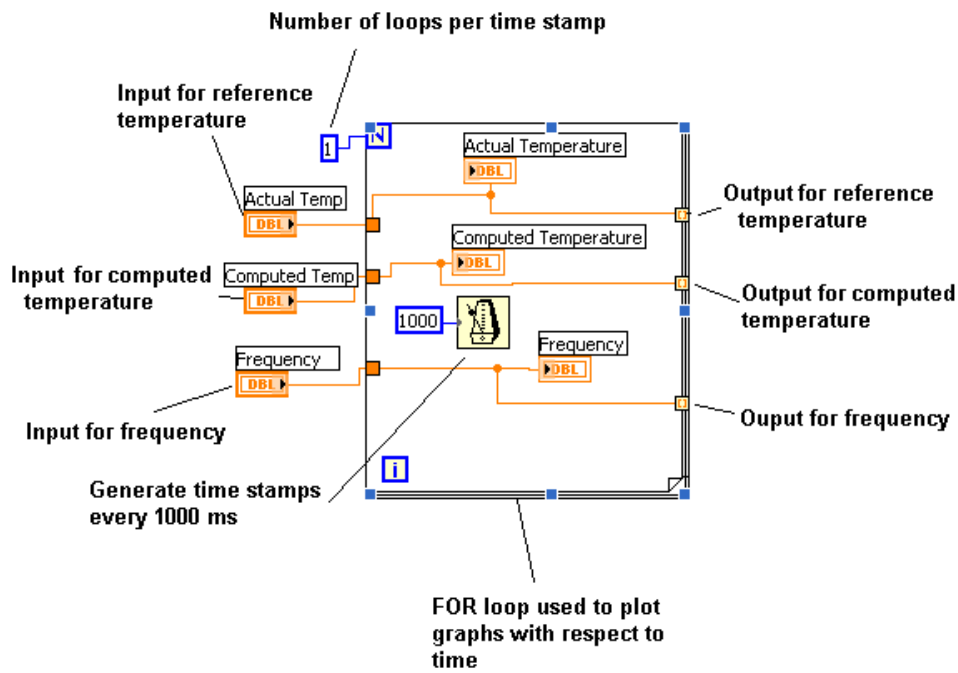 Number of loops per time stamp
Input for reference
temperature
1
N
Actual Temperature
DBL
Actual Temp
DBL
Output for reference
temperature
Computed Temperature
DBL
Input for computed
temperature
Computed Temp
DBL
Output for computed
temperature
1000
Frequency
DBL
Frequency
DBL
Input for frequency
Ouput for frequency
i
Generate time stamps
every 1000 ms
FOR loop used to plot
graphs with respect to
time